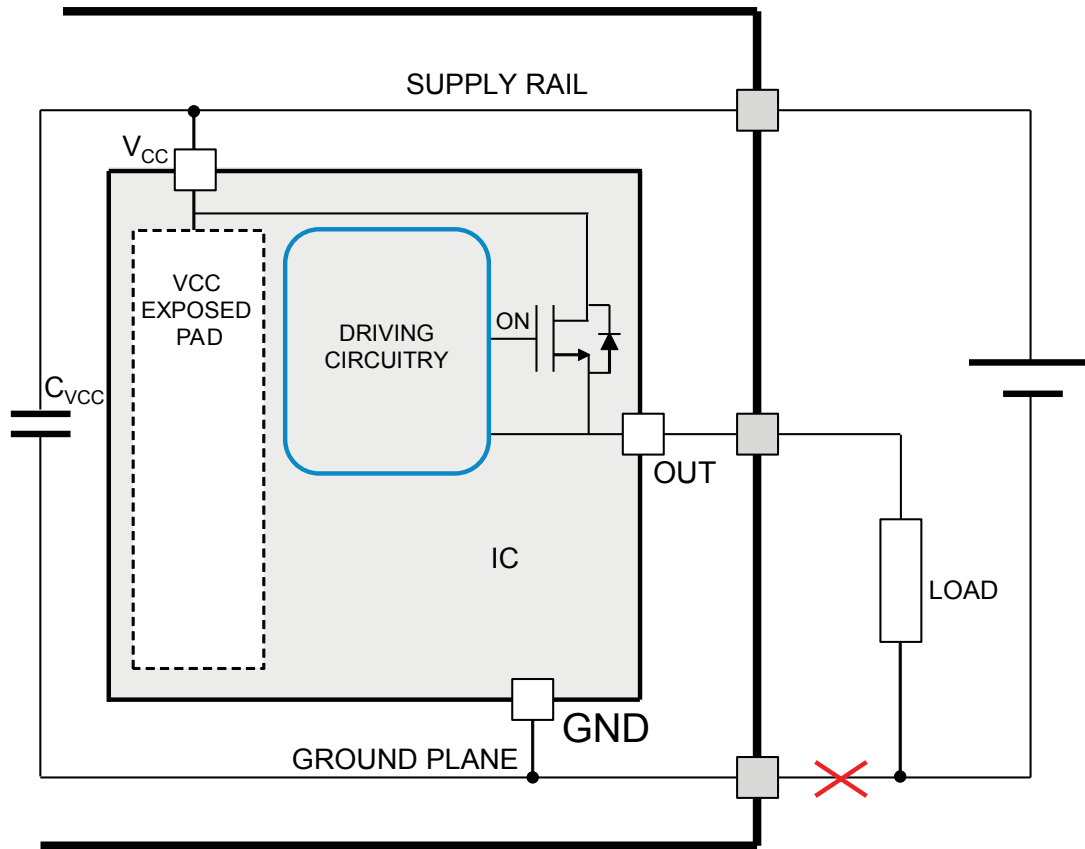 SUPPLY RAIL
VCC
VCC
EXPOSED
PAD
DRIVING
CIRCUITRY
ON
CVCC
OUT
IC
LOAD
GND
GROUND PLANE